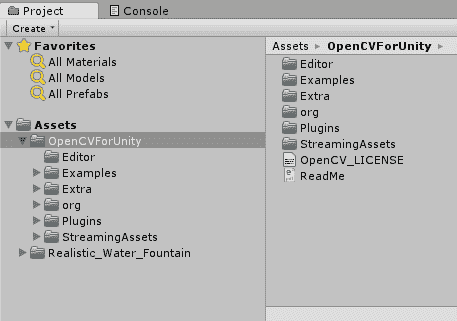 Project
Console
Create
Favorites
All Materials
All Models
All Prefabs
Assets
OpenCVForUnity
Editor
Examples
Extra
org
Plugins
StreamingAssets
Realistic_Water_Fountain
Assets OpenCVForUnity
Editor
Examples
Extra
org
Plugins
StreamingAssets
OpenCV_LICENSE
ReadMe